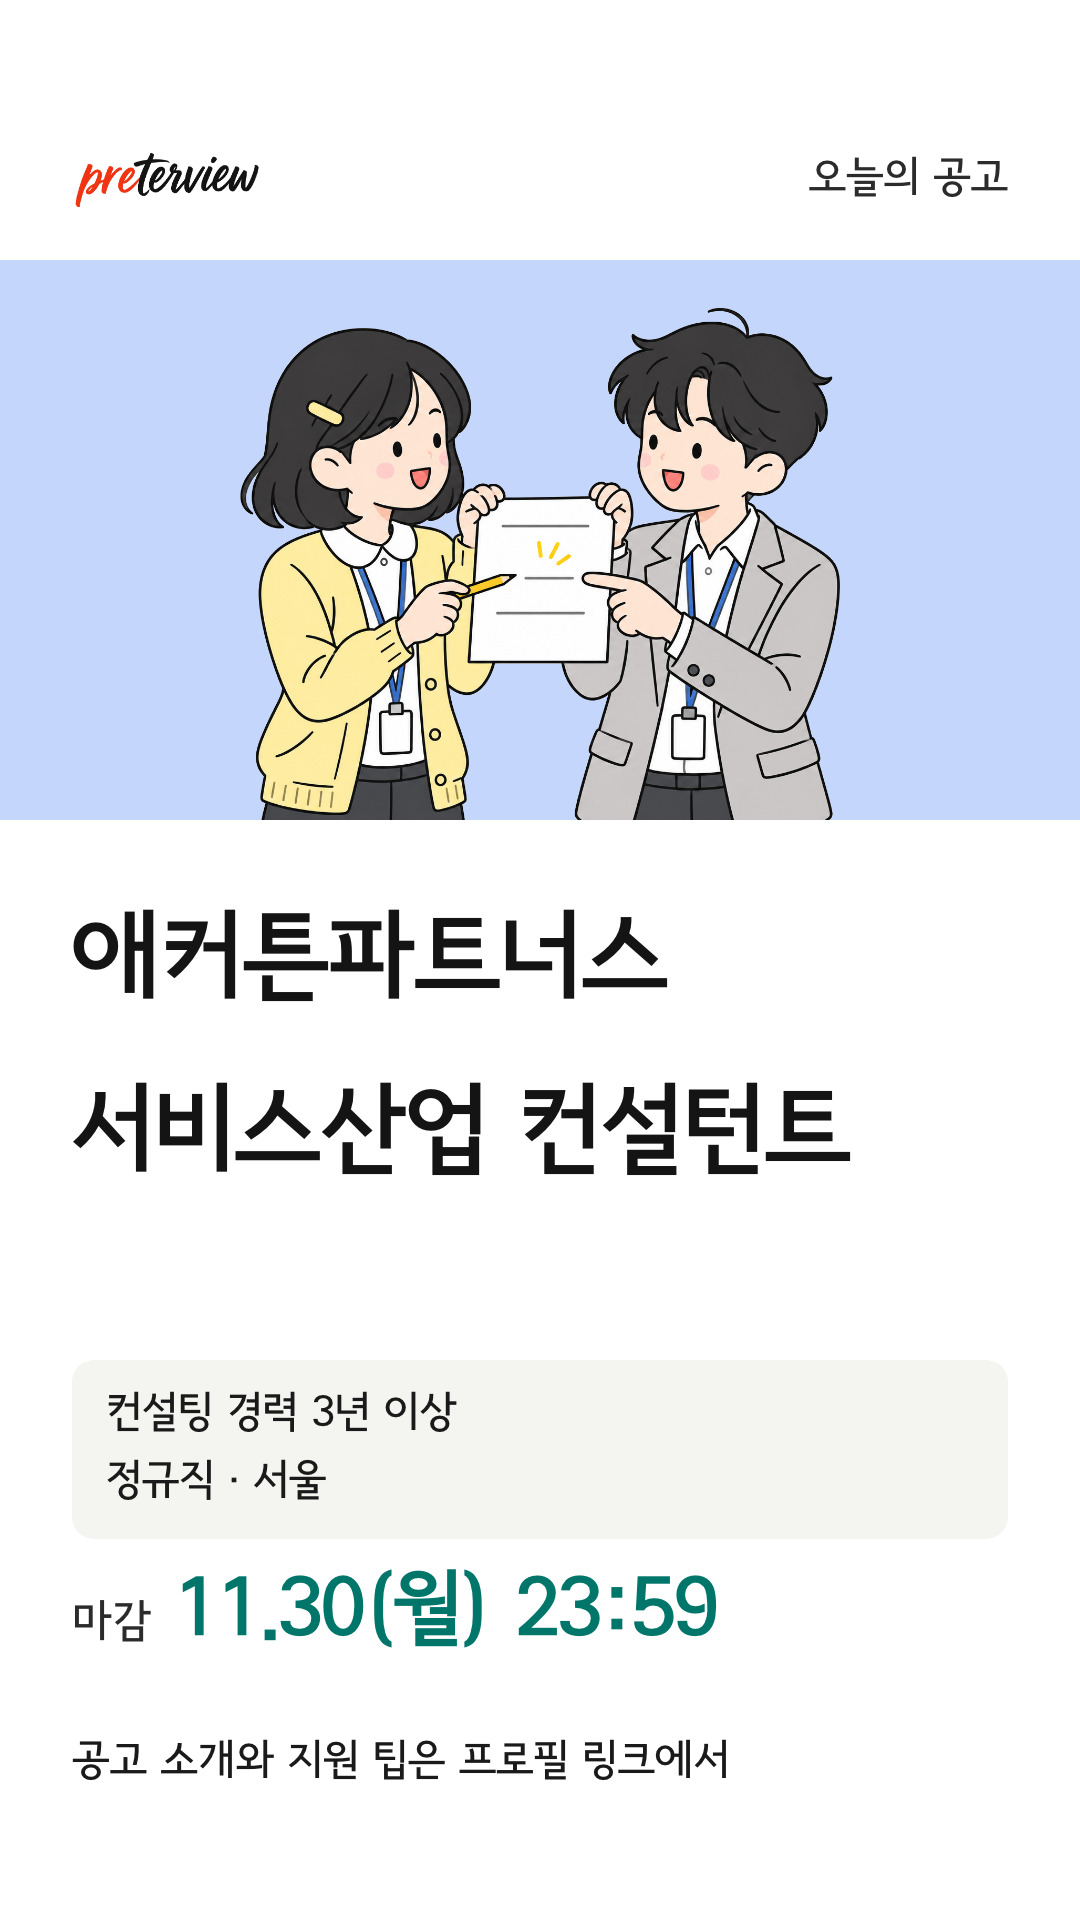 preterview
오늘의 공고
애커튼파트너스
서비스산업 컨설턴트
컨설팅 경력 3년 이상
정규직 · 서울
마감 11.30(월) 23:59
공고 소개와 지원 팁은 프로필 링크에서